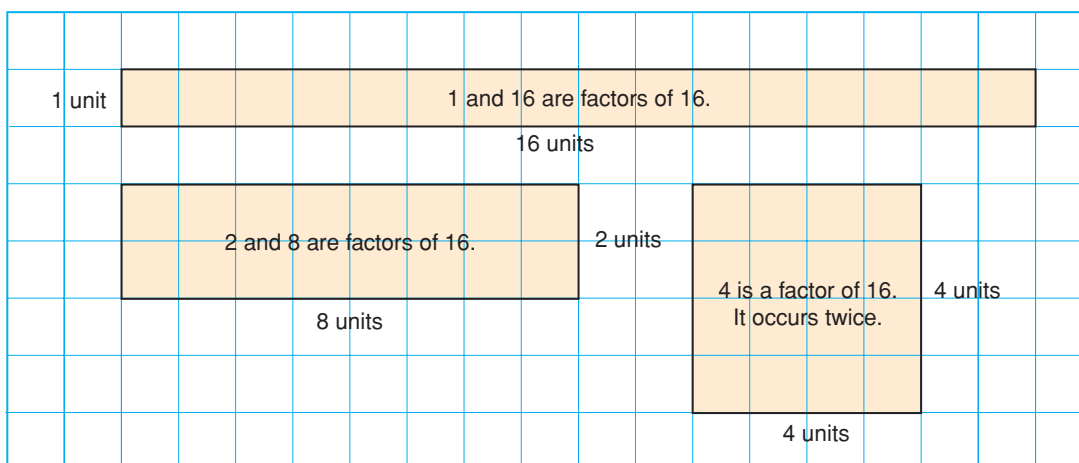 1 unit
1 and 16 are factors of 16.
16 units
2 and 8 are factors of 16.
2 units
8 units
4 is a factor of 16.
It occurs twice.
4 units
4 units